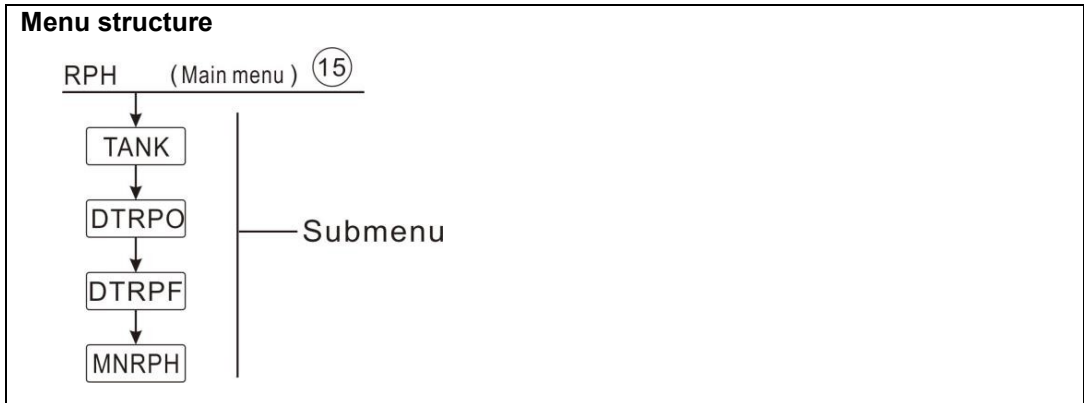 Menu structure
RPH (Main menu) 15
TANK
DTRPO
Submenu
DTRPF
MNRPH